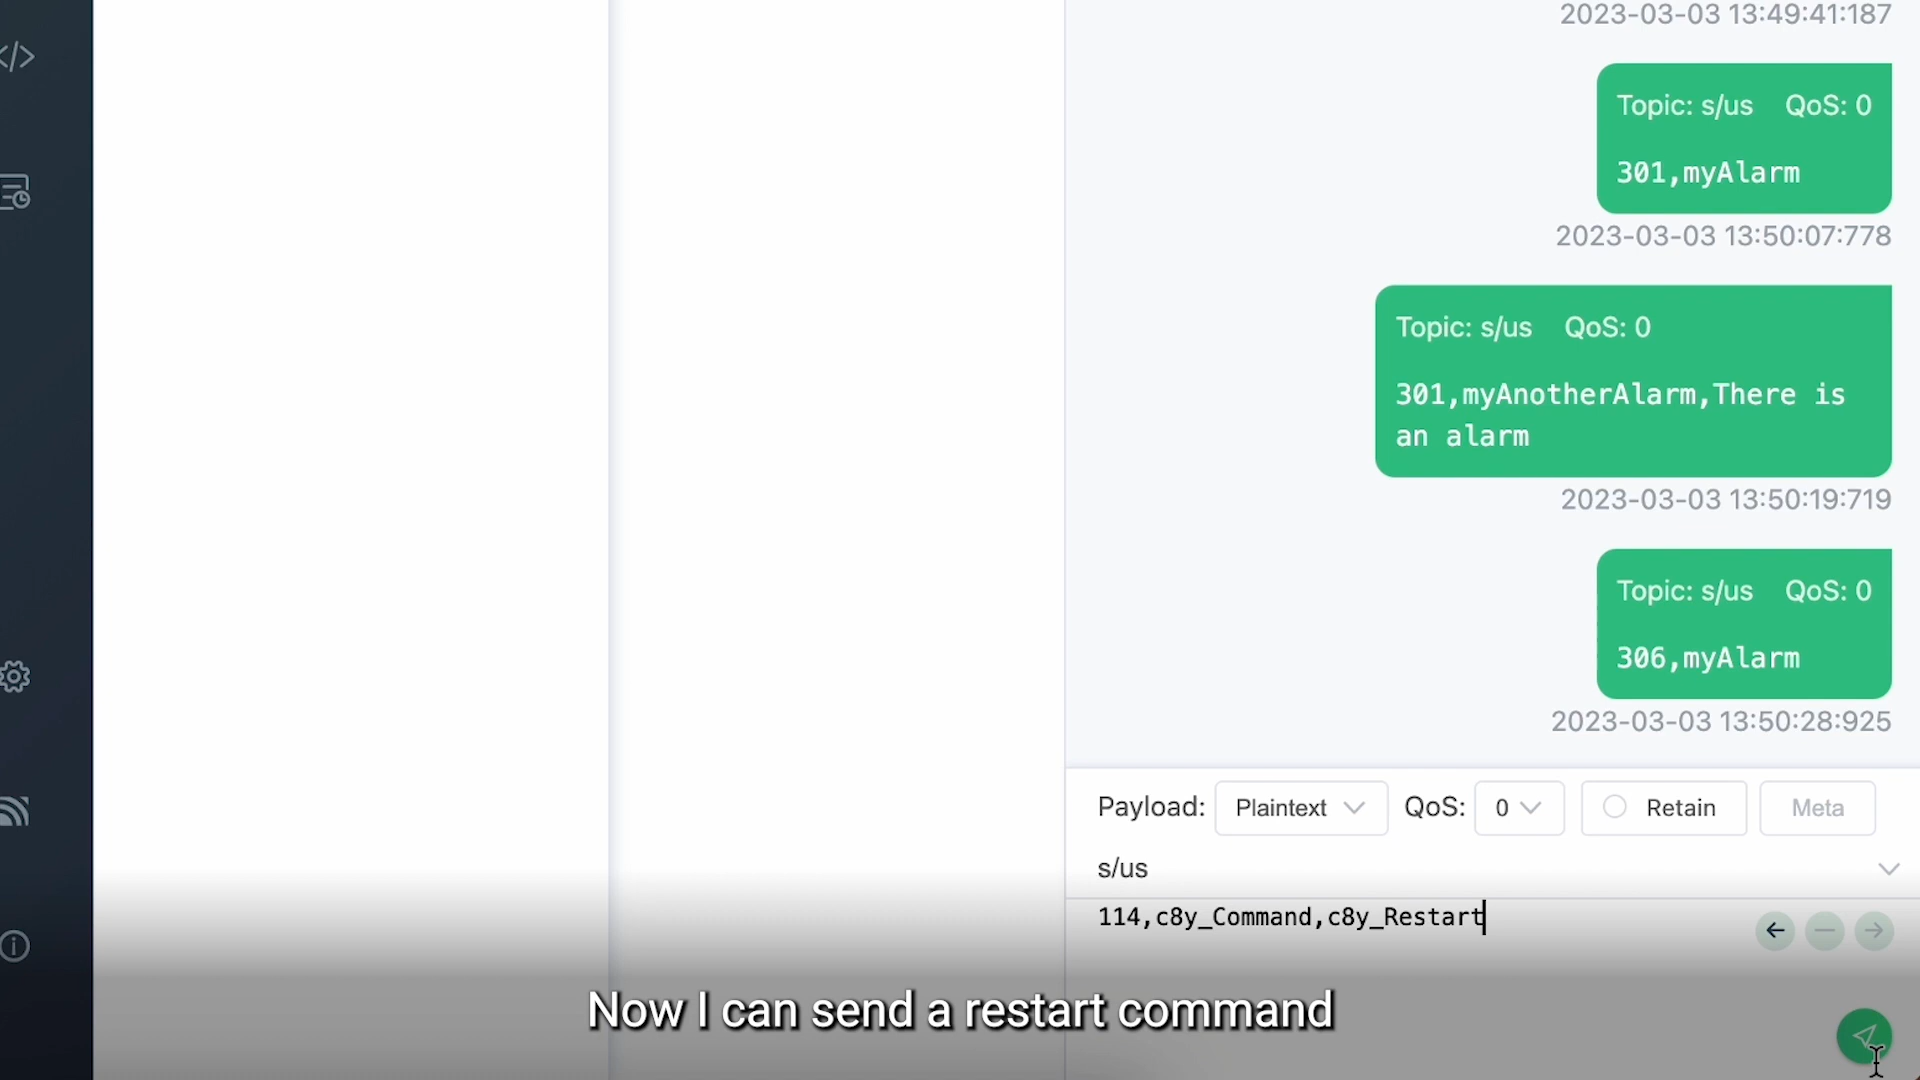 2023-03-03 13:49:41:187
Topic: s/us QoS: 0
301,myAlarm
2023-03-03 13:50:07:778
Topic: s/us QoS: 0
301,myAnotherAlarm,There is
an alarm
2023-03-03 13:50:19:719
Topic: s/us QoS: 0
306,myAlarm
2023-03-03 13:50:28:925
Payload: Plaintext QoS: 0 Retain Meta
s/us
114,c8y_Command,c8y_Restart
Now I can send a restart command